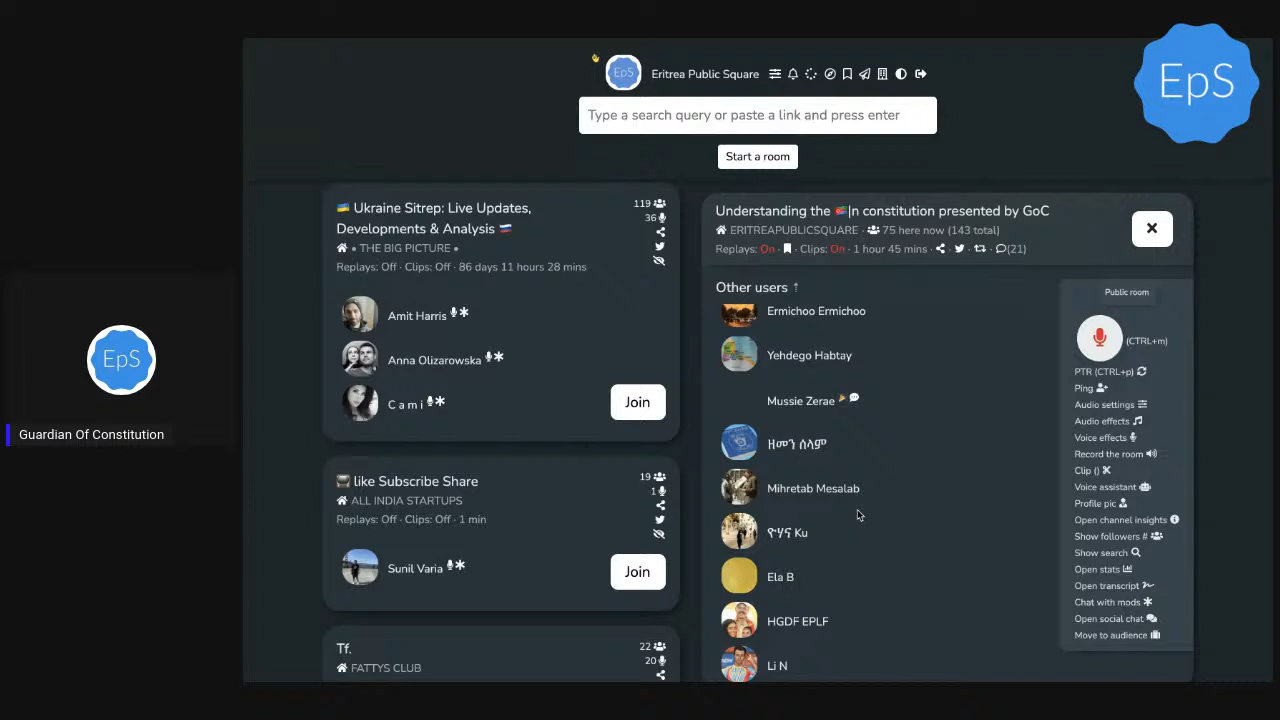 EpS
Eritrea Public Square
EpS
Type a search query or paste a link and press enter
Start a room
Ukraine Sitrep: Live Updates,
Developments & Analysis
• THE BIG PICTURE •
Replays: Off · Clips: Off · 86 days 11 hours 28 mins
119
36
Amit Harris
Anna Olizarowska
C a m i
Join
like Subscribe Share
ALL INDIA STARTUPS
Replays: Off · Clips: Off · 1 min
19
1
Sunil Varia
Join
Tf.
FATTYS CLUB
22
20
Understanding the 🇪🇷|n constitution presented by GoC
ERITREAPUBLICSQUARE · 75 here now (143 total)
Replays: On · Clips: On · 1 hour 45 mins · (21)
Other users ↑
Ermichoo Ermichoo
Yehdego Habtay
Mussie Zerae
ዘመን ሰላም
Mihretab Mesalab
ዮሃና Ku
Ela B
HGDF EPLF
Li N
Public room
(CTRL+m)
PTR (CTRL+p)
Ping
Audio settings
Audio effects
Voice effects
Record the room
Clip ()
Voice assistant
Profile pic
Open channel insights
Show followers #
Show search
Open stats
Open transcript
Chat with mods
Open social chat
Move to audience
EpS
Guardian Of Constitution